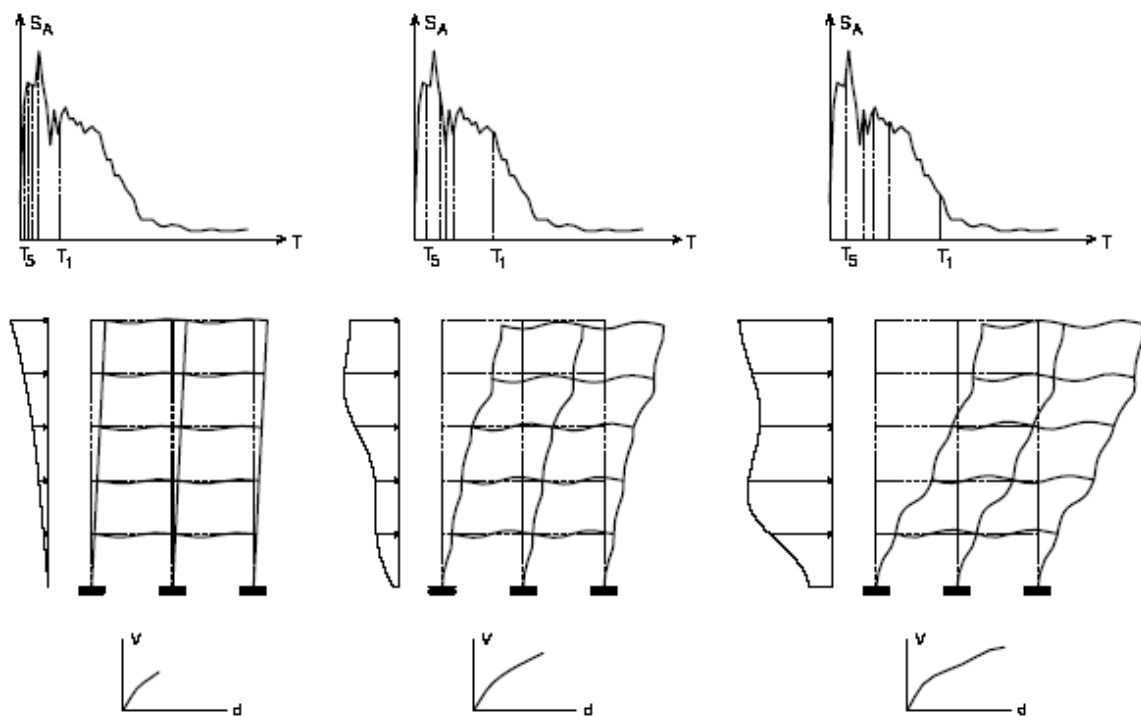 S_A S_A S_A
T T T
T_5 T_1 T_5 T_1 T_5 T_1
V V V
d d d